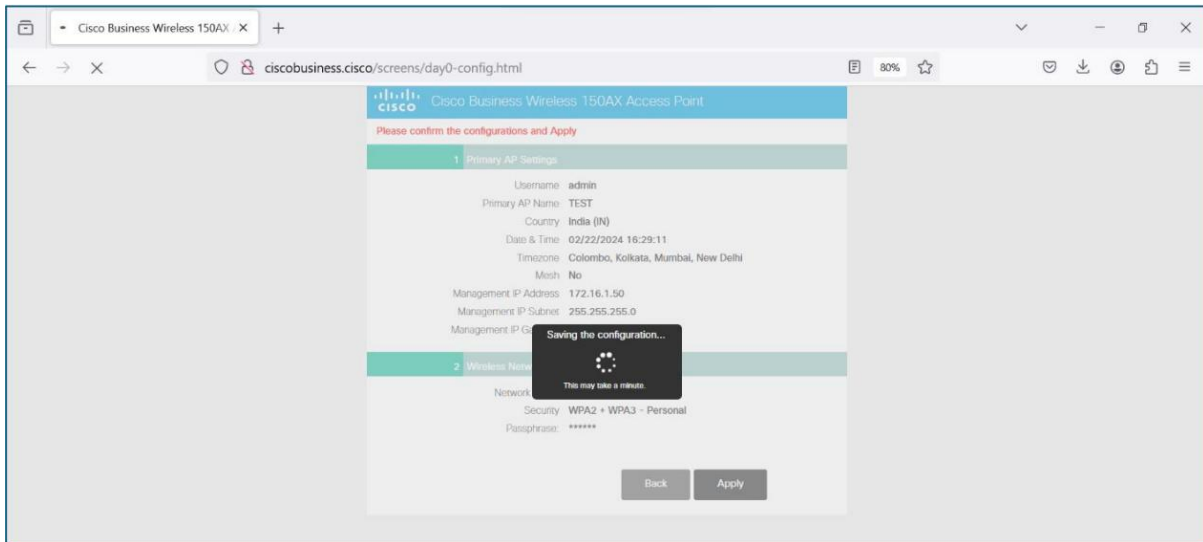 Cisco Business Wireless 150AX /
ciscobusiness.cisco/screens/day0-config.html
80%
CISCO Cisco Business Wireless 150AX Access Point
Please confirm the configurations and Apply
1 Primary AP Settings
Username admin
Primary AP Name TEST
Country India (IN)
Date & Time 02/22/2024 16:29:11
Timezone Colombo, Kolkata, Mumbai, New Delhi
Mesh No
Management IP Address 172.16.1.50
Management IP Subnet 255.255.255.0
Management IP
Saving the configuration...
This may take a minute.
2 Wireless
Network
Security WPA2 + WPA3 - Personal
Passphrase: ******
Back Apply